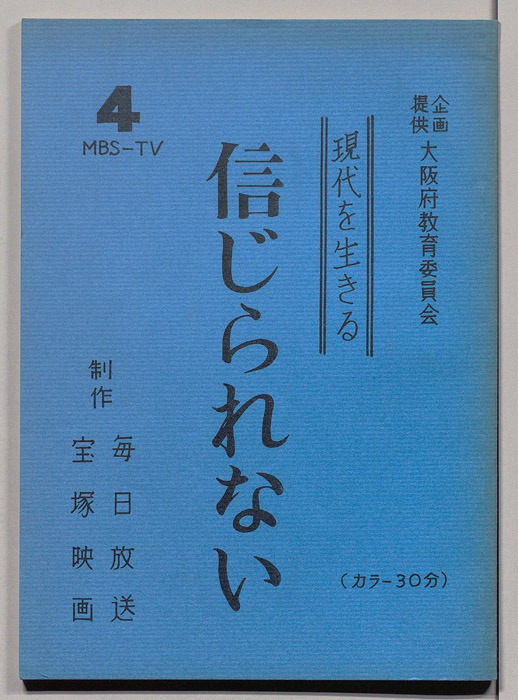 企画
提供
大阪府教育委員会
現代を生きる
信じられない
(カラー30分)
4
MBS-TV
制作
毎日放送
宝塚映画